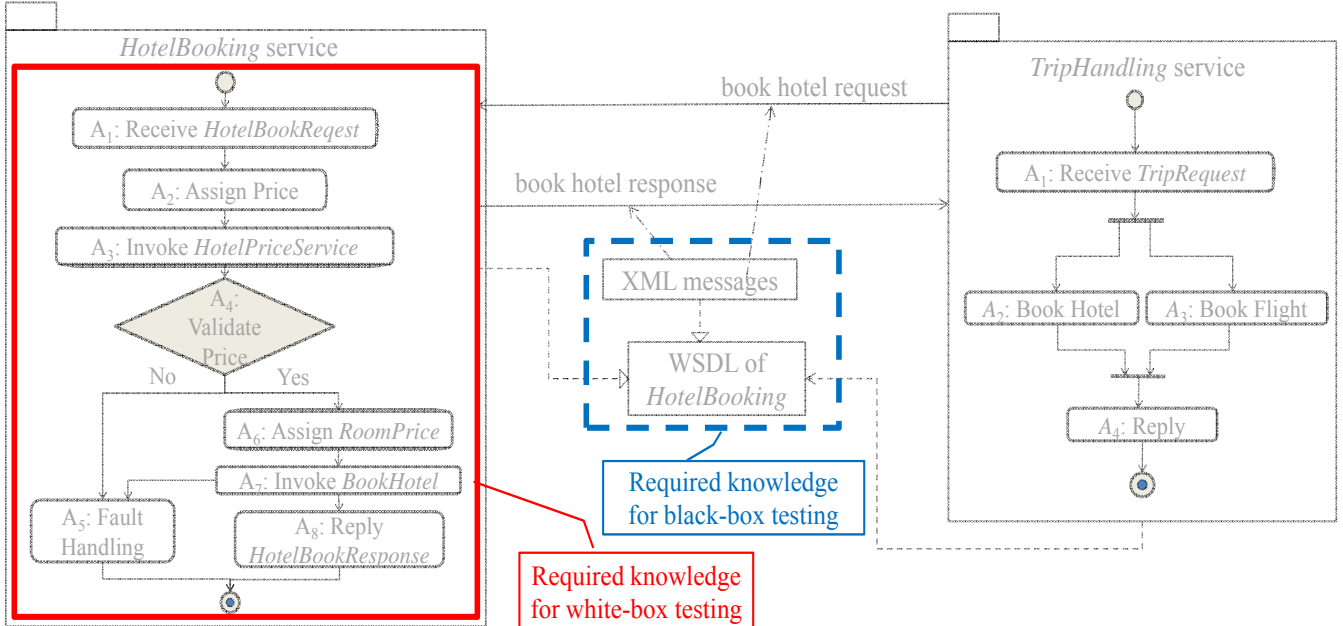 HotelBooking service
A₁: Receive HotelBookReqest
A₂: Assign Price
A₃: Invoke HotelPriceService
A₄:
Validate
Price
No
Yes
A₆: Assign RoomPrice
A₇: Invoke BookHotel
A₅: Fault
Handling
A₈: Reply
HotelBookResponse
book hotel request
book hotel response
XML messages
WSDL of
HotelBooking
Required knowledge
for black-box testing
Required knowledge
for white-box testing
TripHandling service
A₁: Receive TripRequest
A₂: Book Hotel
A₃: Book Flight
A₄: Reply